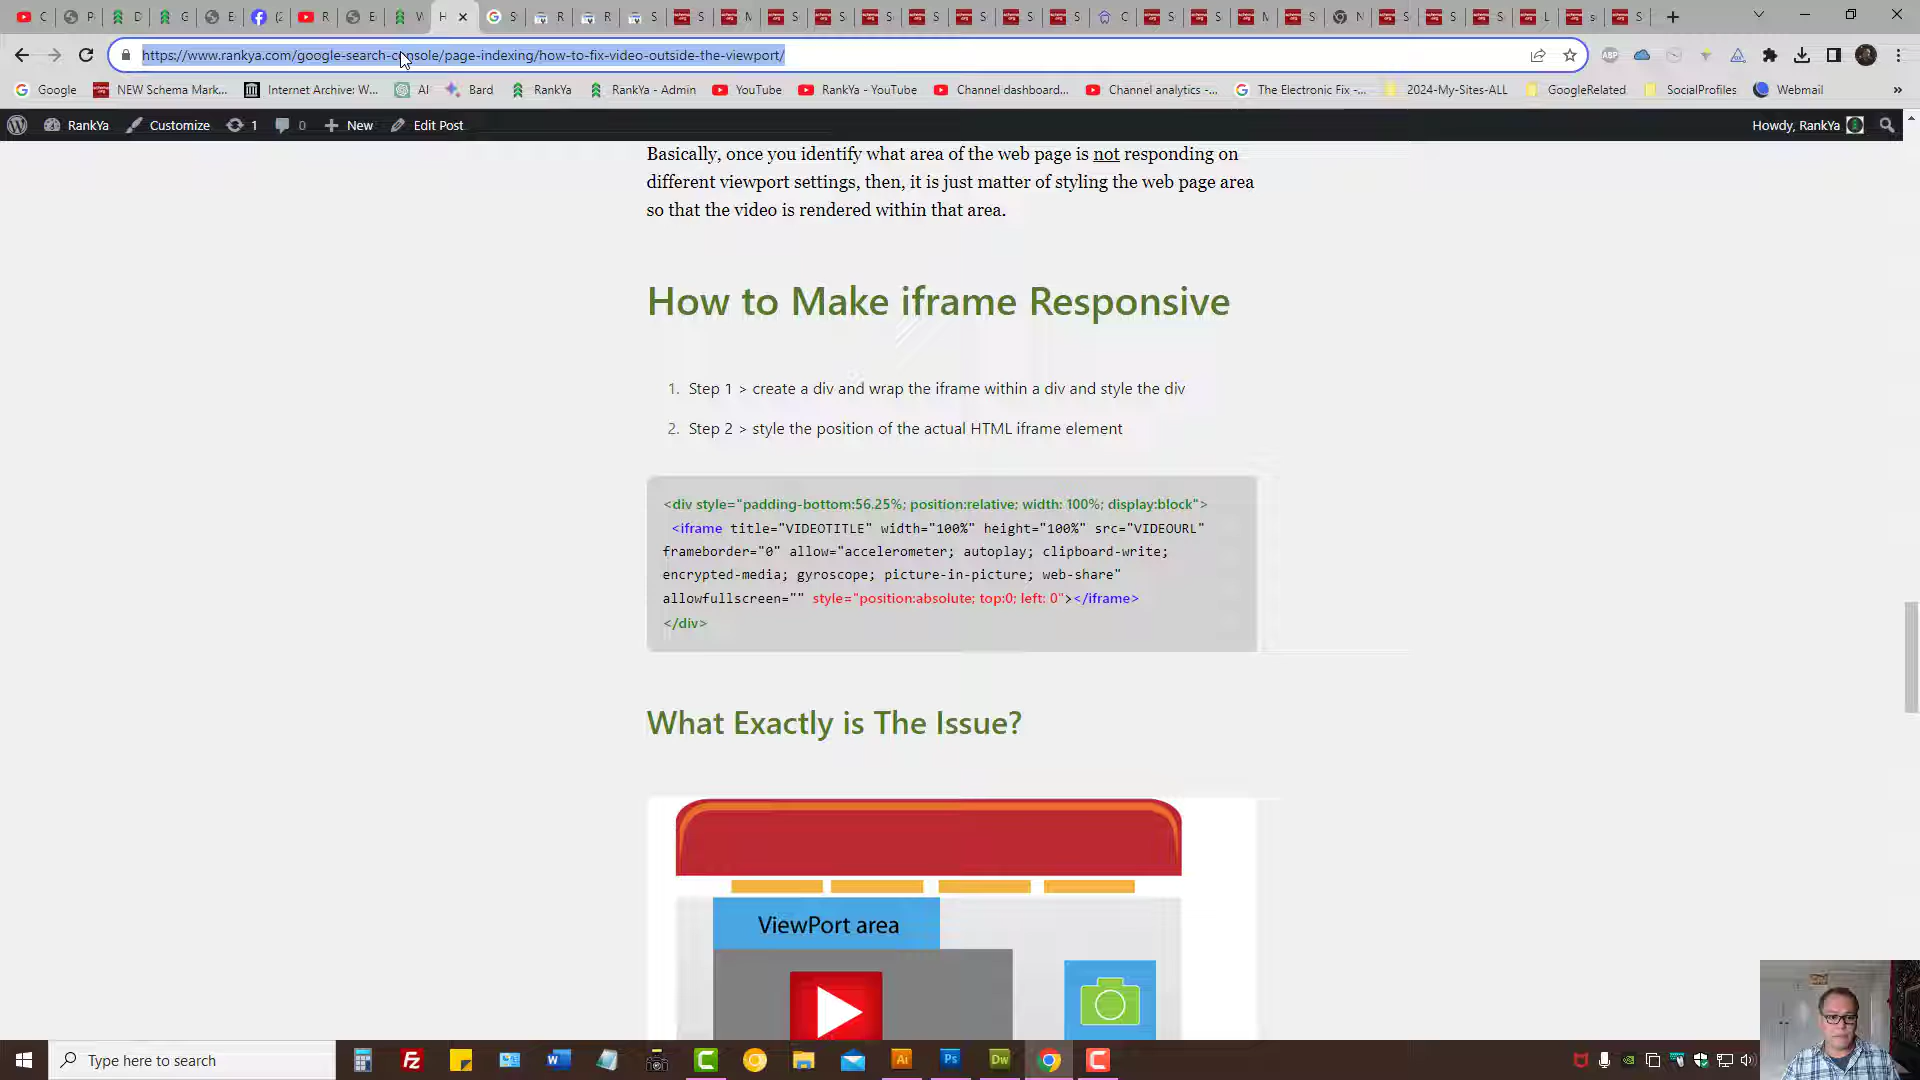 https://www.rankya.com/google-search-console/page-indexing/how-to-fix-video-outside-the-viewport/
Google NEW Schema Mark... Internet Archive: W... AI Bard RankYa RankYa - Admin YouTube RankYa - YouTube Channel dashboard... Channel analytics -... The Electronic Fix -... 2024-My-Sites-ALL GoogleRelated SocialProfiles Webmail »
RankYa Customize 1 0 New Edit Post Howdy, RankYa
Basically, once you identify what area of the web page is not responding on
different viewport settings, then, it is just matter of styling the web page area
so that the video is rendered within that area.
How to Make iframe Responsive
1. Step 1 > create a div and wrap the iframe within a div and style the div
2. Step 2 > style the position of the actual HTML iframe element
<div style="padding-bottom:56.25%; position:relative; width: 100%; display:block">
<iframe title="VIDEOTITLE" width="100%" height="100%" src="VIDEOURL"
frameborder="0" allow="accelerometer; autoplay; clipboard-write;
encrypted-media; gyroscope; picture-in-picture; web-share"
allowfullscreen="" style="position:absolute; top:0; left: 0"></iframe>
</div>
What Exactly is The Issue?
ViewPort area
Type here to search